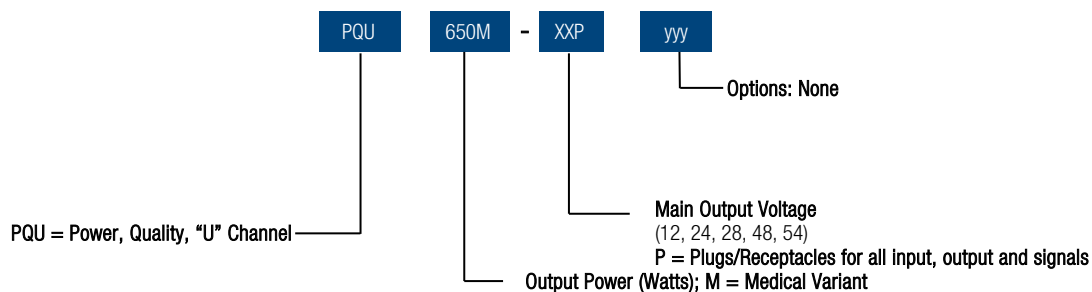 PQU 650M - XXP yyy
Options: None
Main Output Voltage
(12, 24, 28, 48, 54)
PQU = Power, Quality, “U” Channel
P = Plugs/Receptacles for all input, output and signals
Output Power (Watts); M = Medical Variant